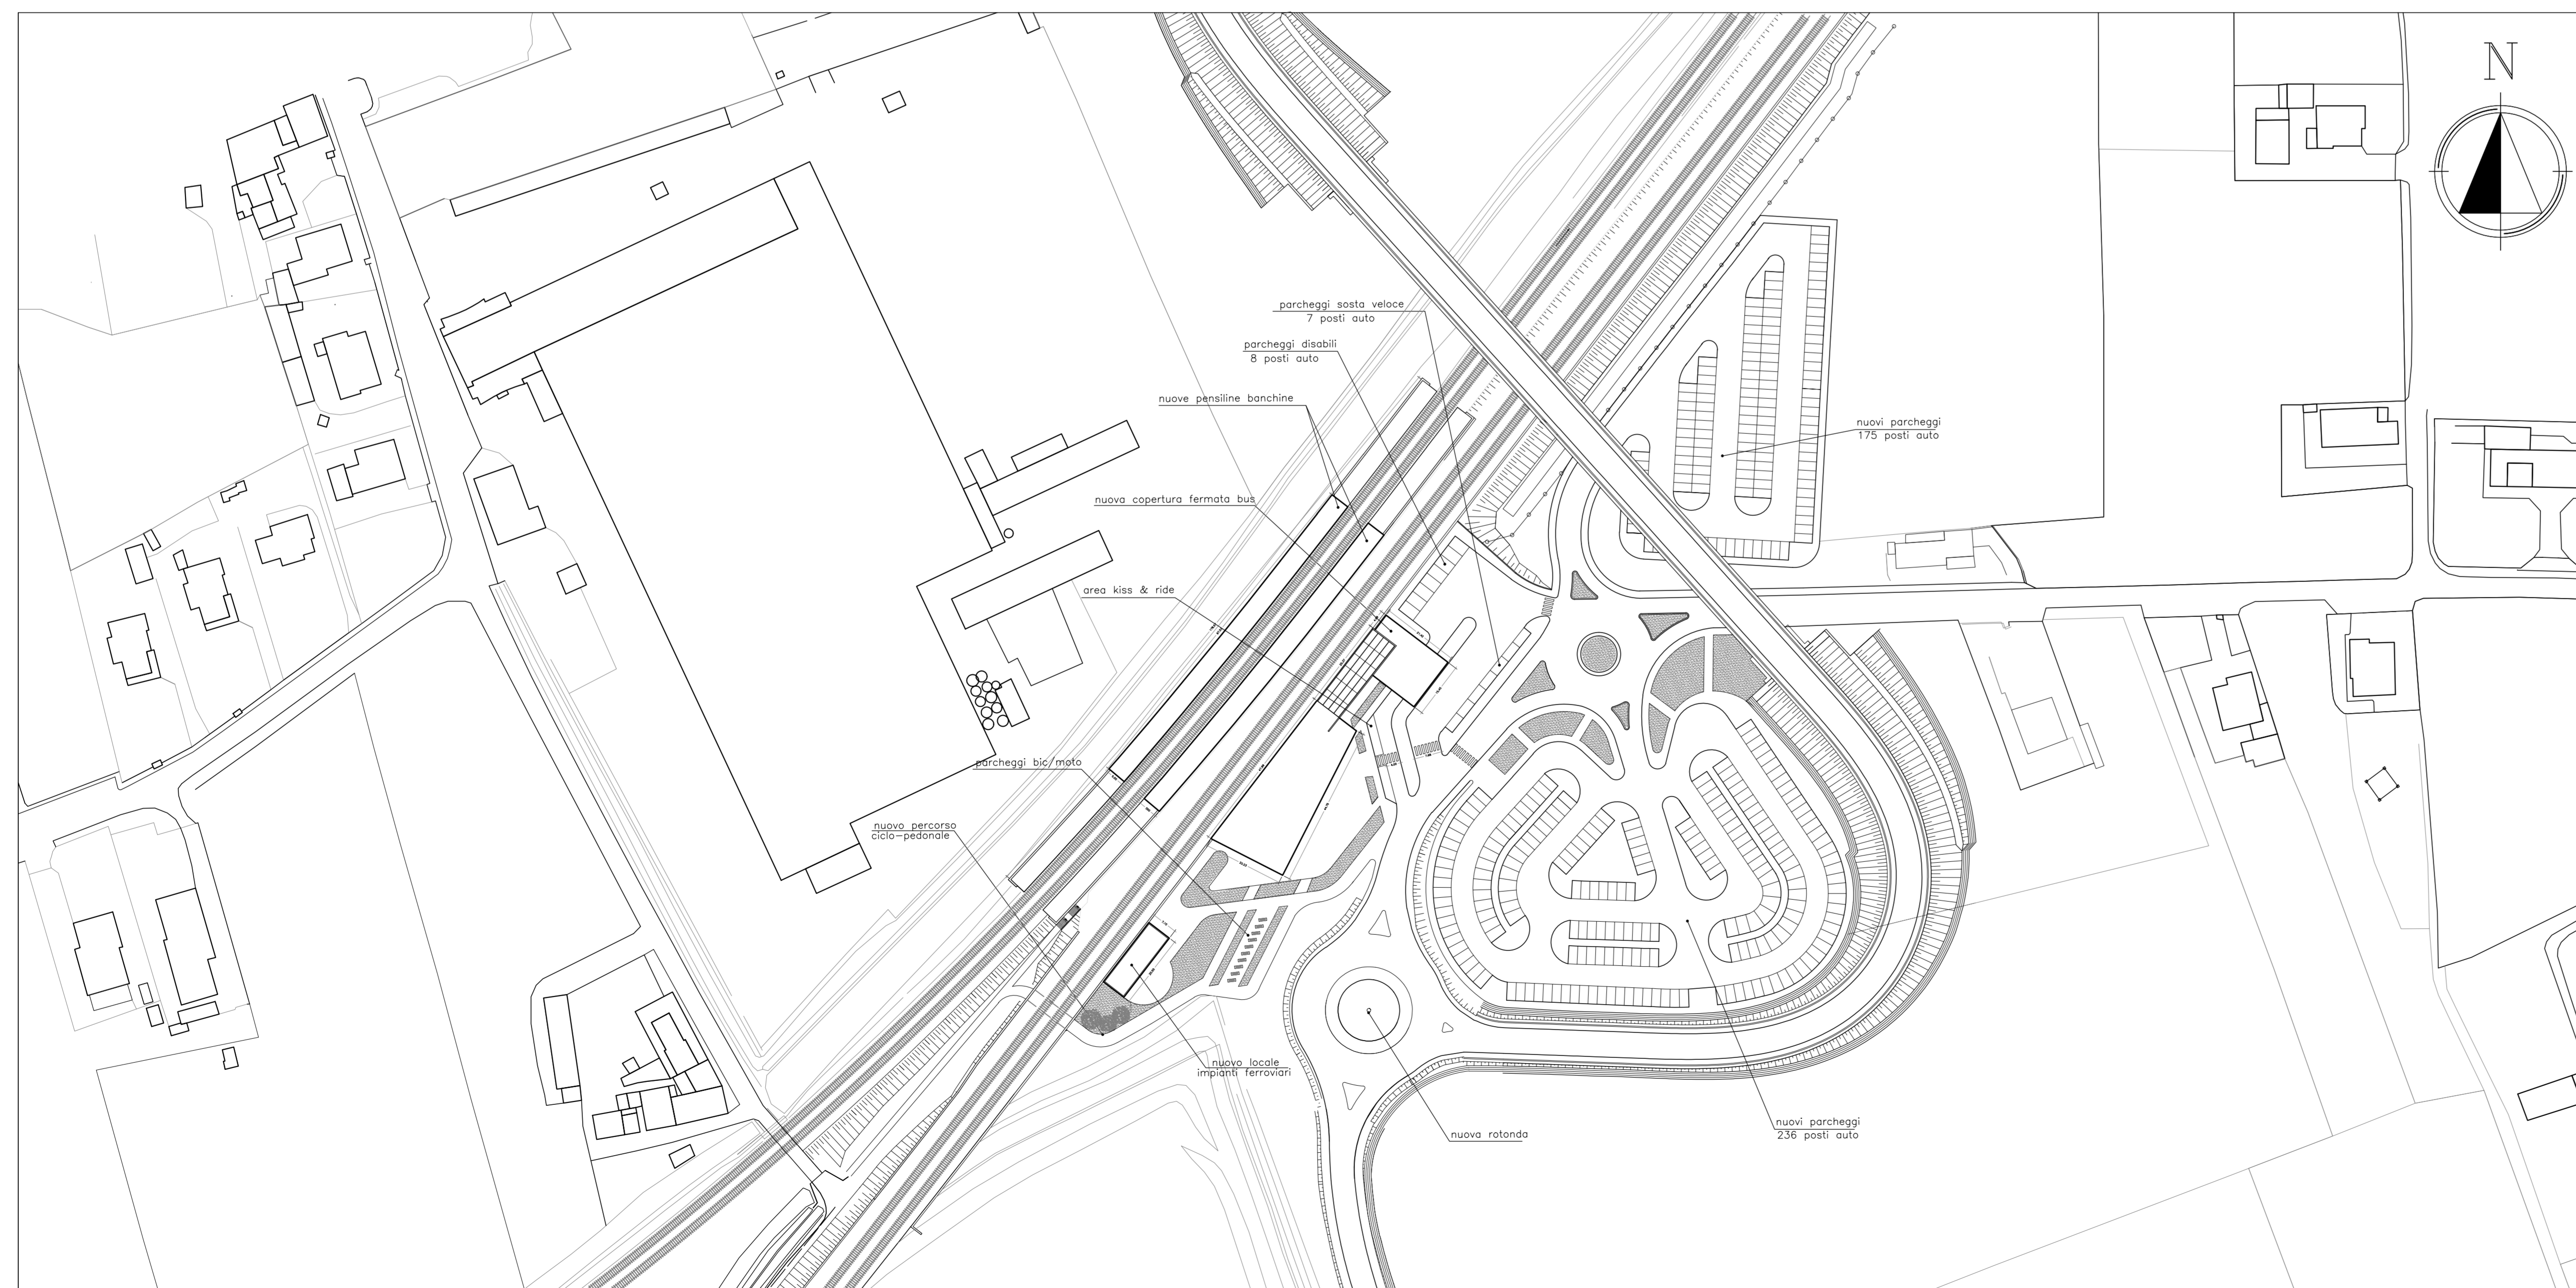 N
parcheggi sosta veloce
7 posti auto
parcheggi disabili
8 posti auto
nuove pensiline banchine
nuovi parcheggi
175 posti auto
nuova copertura fermata bus
area kiss & ride
parcheggi bic/moto
nuovo percorso
ciclo-pedonale
nuovo locale
impianti ferroviari
nuova rotonda
nuovi parcheggi
236 posti auto